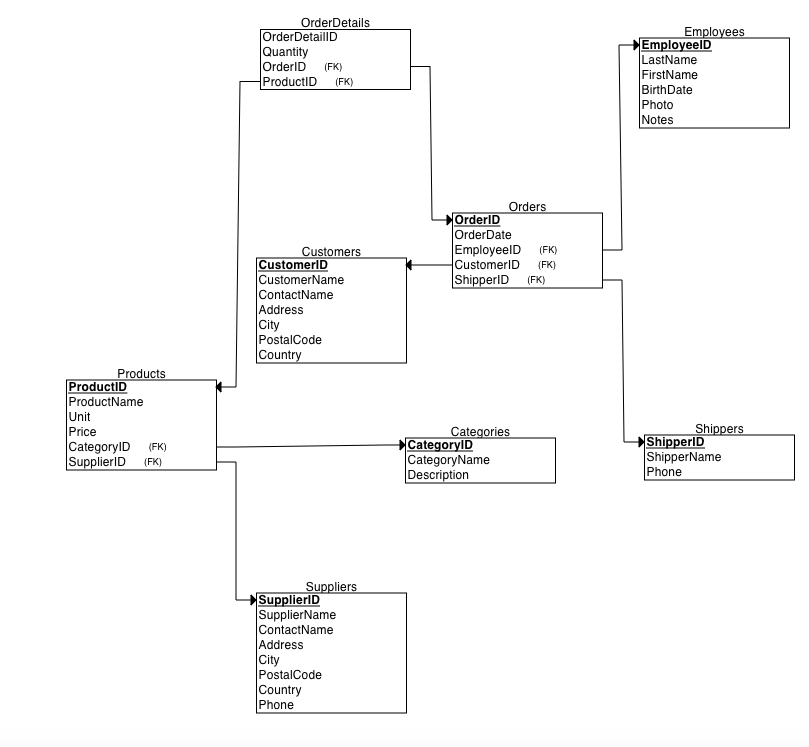 OrderDetails
OrderDetailID
Quantity
OrderID (FK)
ProductID (FK)
Employees
EmployeeID
LastName
FirstName
BirthDate
Photo
Notes
Orders
OrderID
OrderDate
EmployeeID (FK)
CustomerID (FK)
ShipperID (FK)
Customers
CustomerID
CustomerName
ContactName
Address
City
PostalCode
Country
Products
ProductID
ProductName
Unit
Price
CategoryID (FK)
SupplierID (FK)
Categories
CategoryID
CategoryName
Description
Shippers
ShipperID
ShipperName
Phone
Suppliers
SupplierID
SupplierName
ContactName
Address
City
PostalCode
Country
Phone